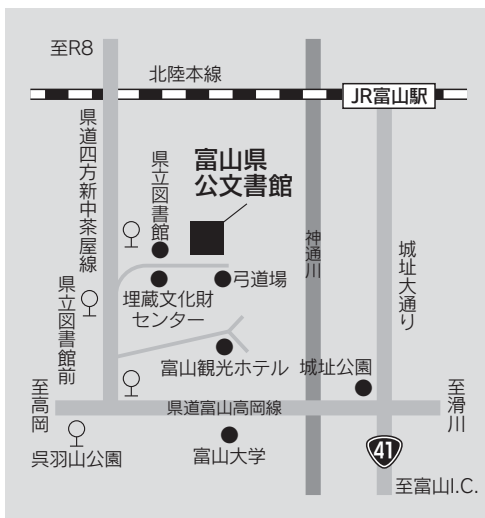 至R8
北陸本線
JR富山駅
県道四方新中茶屋線
県立図書館
富山県
公文書館
神通川
城址大通り
弓道場
埋蔵文化財
センター
県立図書館前
富山観光ホテル
城址公園
至高岡
県道富山高岡線
至滑川
呉羽山公園
富山大学
41
至富山I.C.